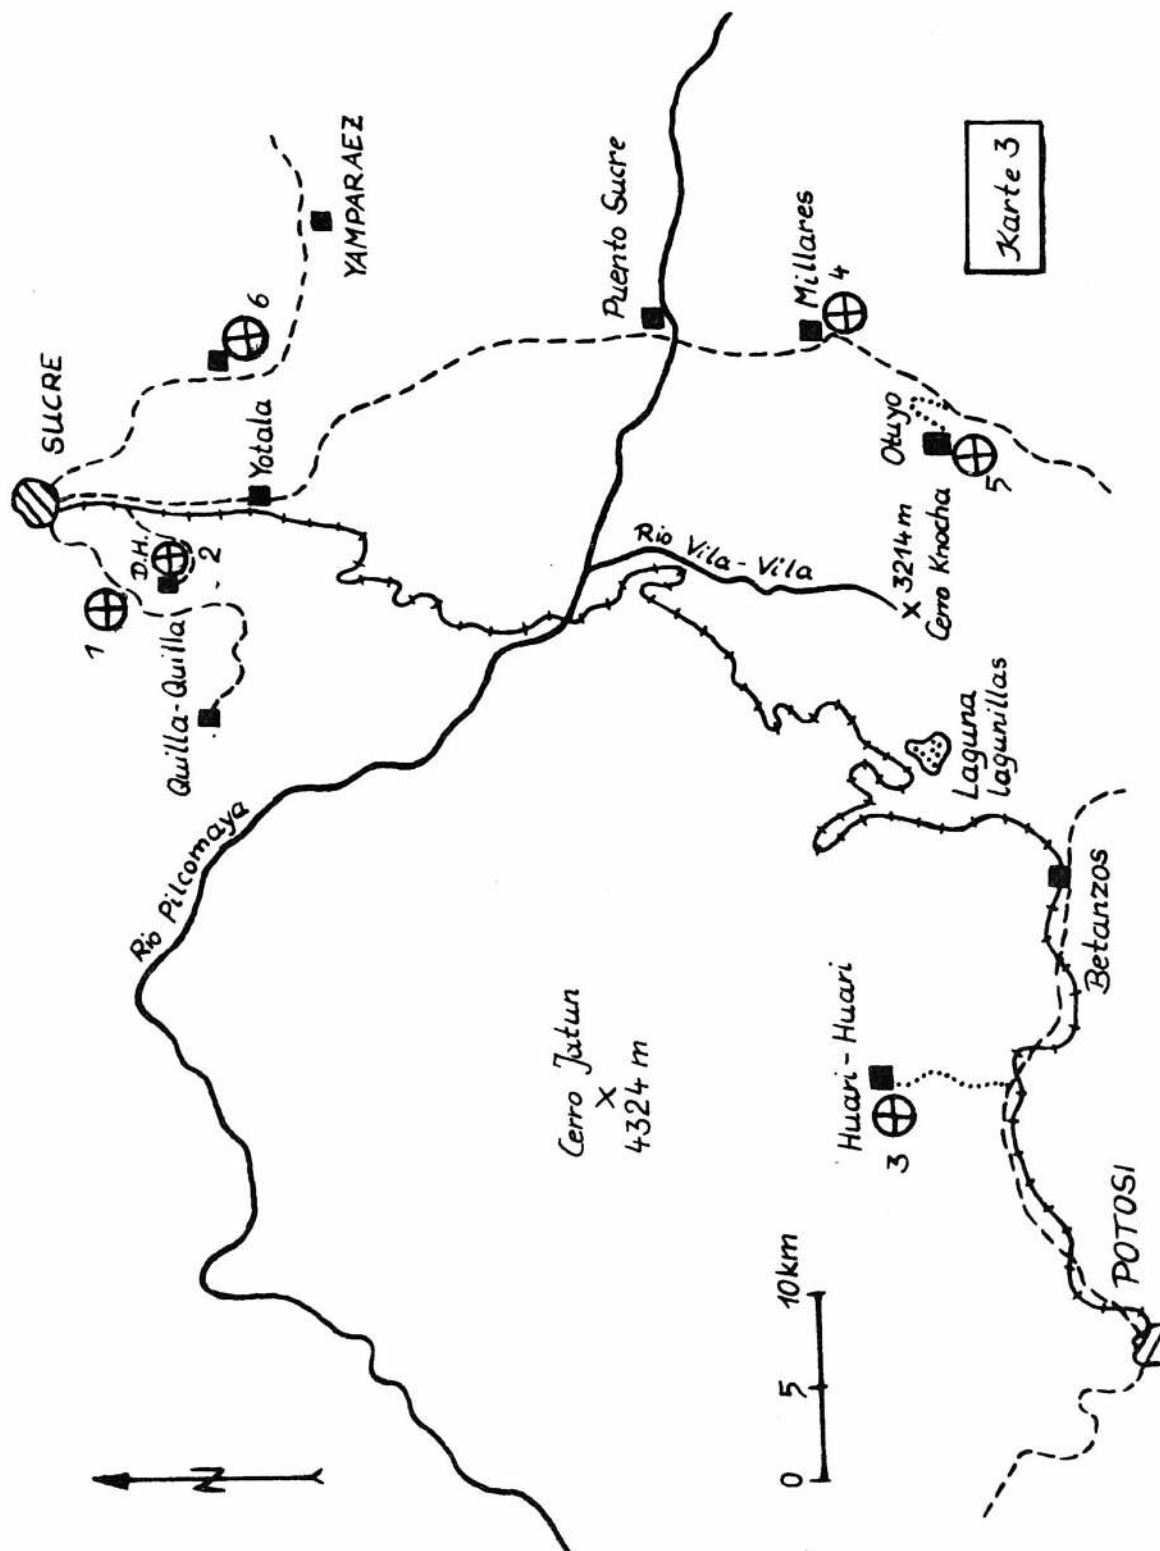 SUCRE
YAMPARAEZ
6
Yotala
D.H.
2
1
Quilla-Quilla
Rio Pilcomaya
Puento Sucre
Millares
4
Otuyo
5
Rio Vila-Vila
× 3214 m
Cerro Knocha
Laguna
Lagunillas
Betanzos
Huari-Huari
3
Cerro Jatun
×
4324 m
POTOSI
0 5 10km
N
Karte 3